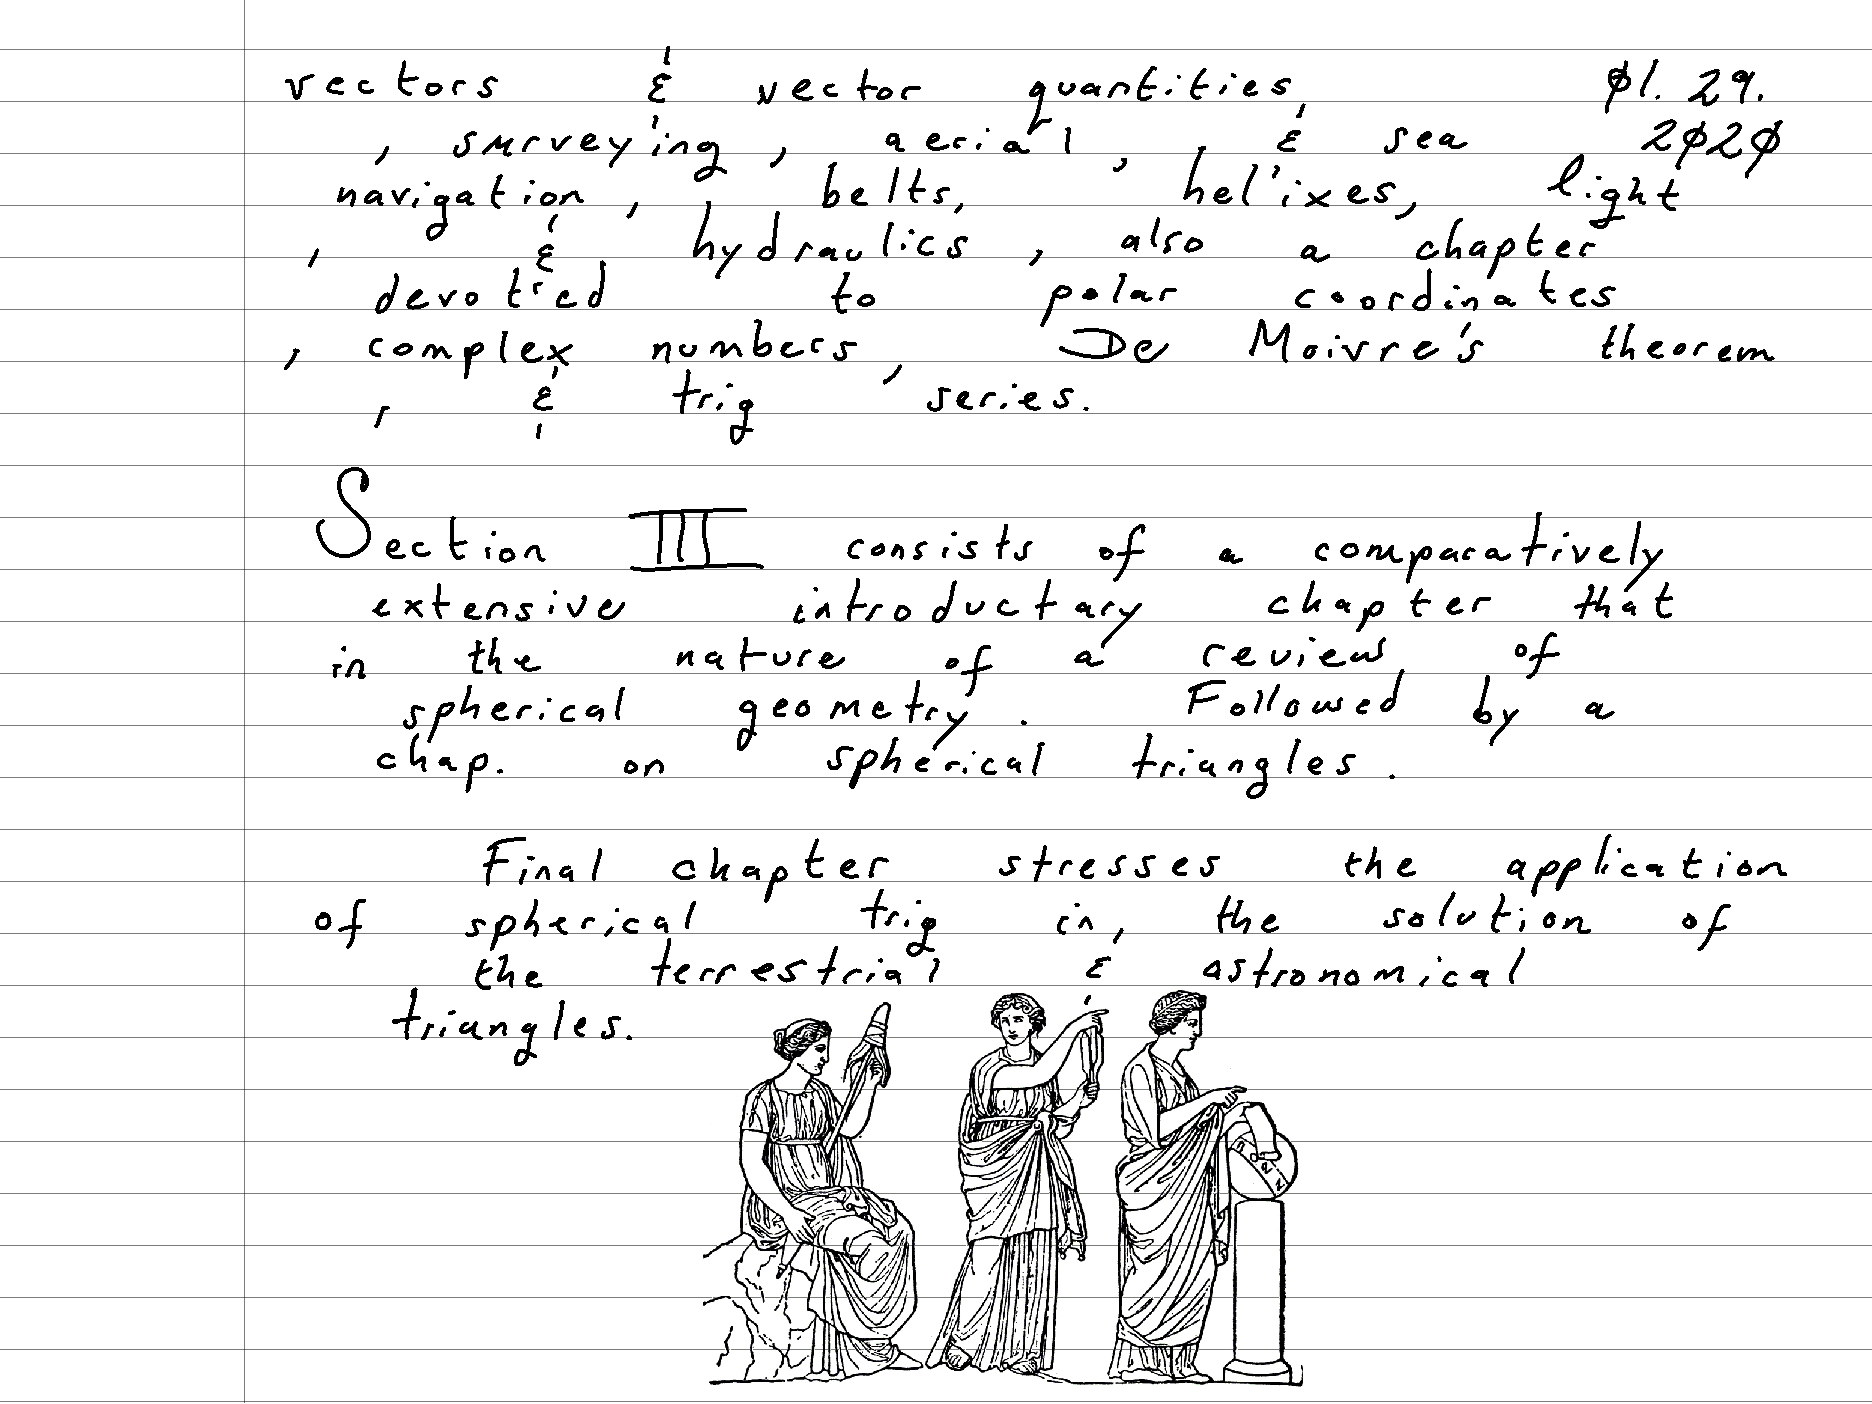 vectors & vector quantities, 01. 29.
, surveying, aerial, & sea 2020
navigation, belts, helixes, light
, & hydraulics, also a chapter
devoted to polar coordinates
, complex numbers, De Moivre's theorem
, & trig series.
Section III consists of a comparatively
extensive introductary chapter that
in the nature of a review of
spherical geometry. Followed by a
chap. on spherical triangles.
Final chapter stresses the application
of spherical trig in, the solution of
the terrestrial & astronomical
triangles.